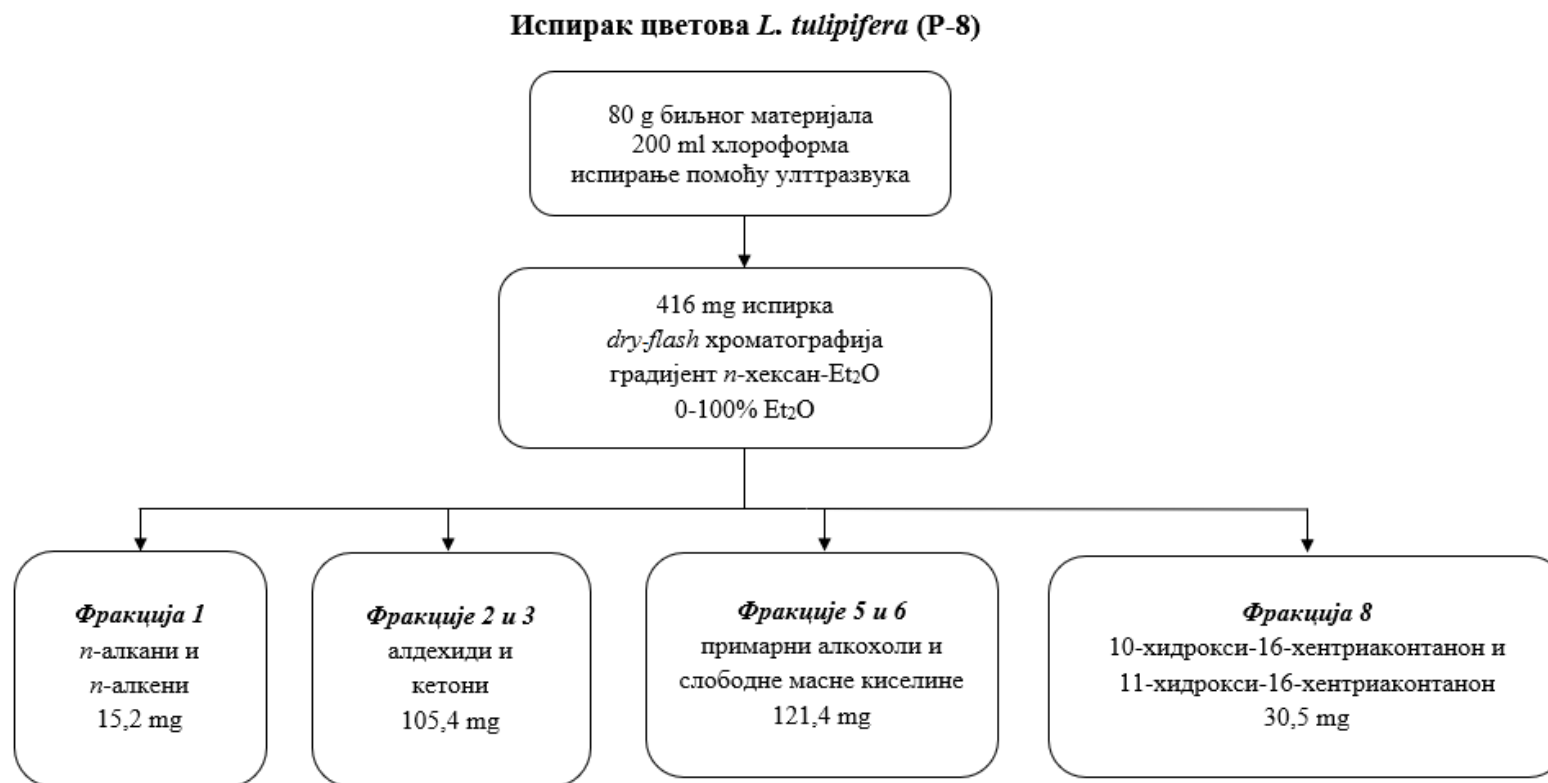 Испирак цветова L. tulipifera (P-8)
80 g биљног материјала
200 ml хлороформа
испирање помоћу улттразвука
416 mg испирка
dry-flash хроматографија
градијент n-хексан-Et₂O
0-100% Et₂O
Фракција 1
n-алкани и
n-алкени
15,2 mg
Фракције 2 и 3
алдехиди и
кетони
105,4 mg
Фракције 5 и 6
примарни алкохоли и
слободне масне киселине
121,4 mg
Фракција 8
10-хидрокси-16-хентриаконтанон и
11-хидрокси-16-хентриаконтанон
30,5 mg